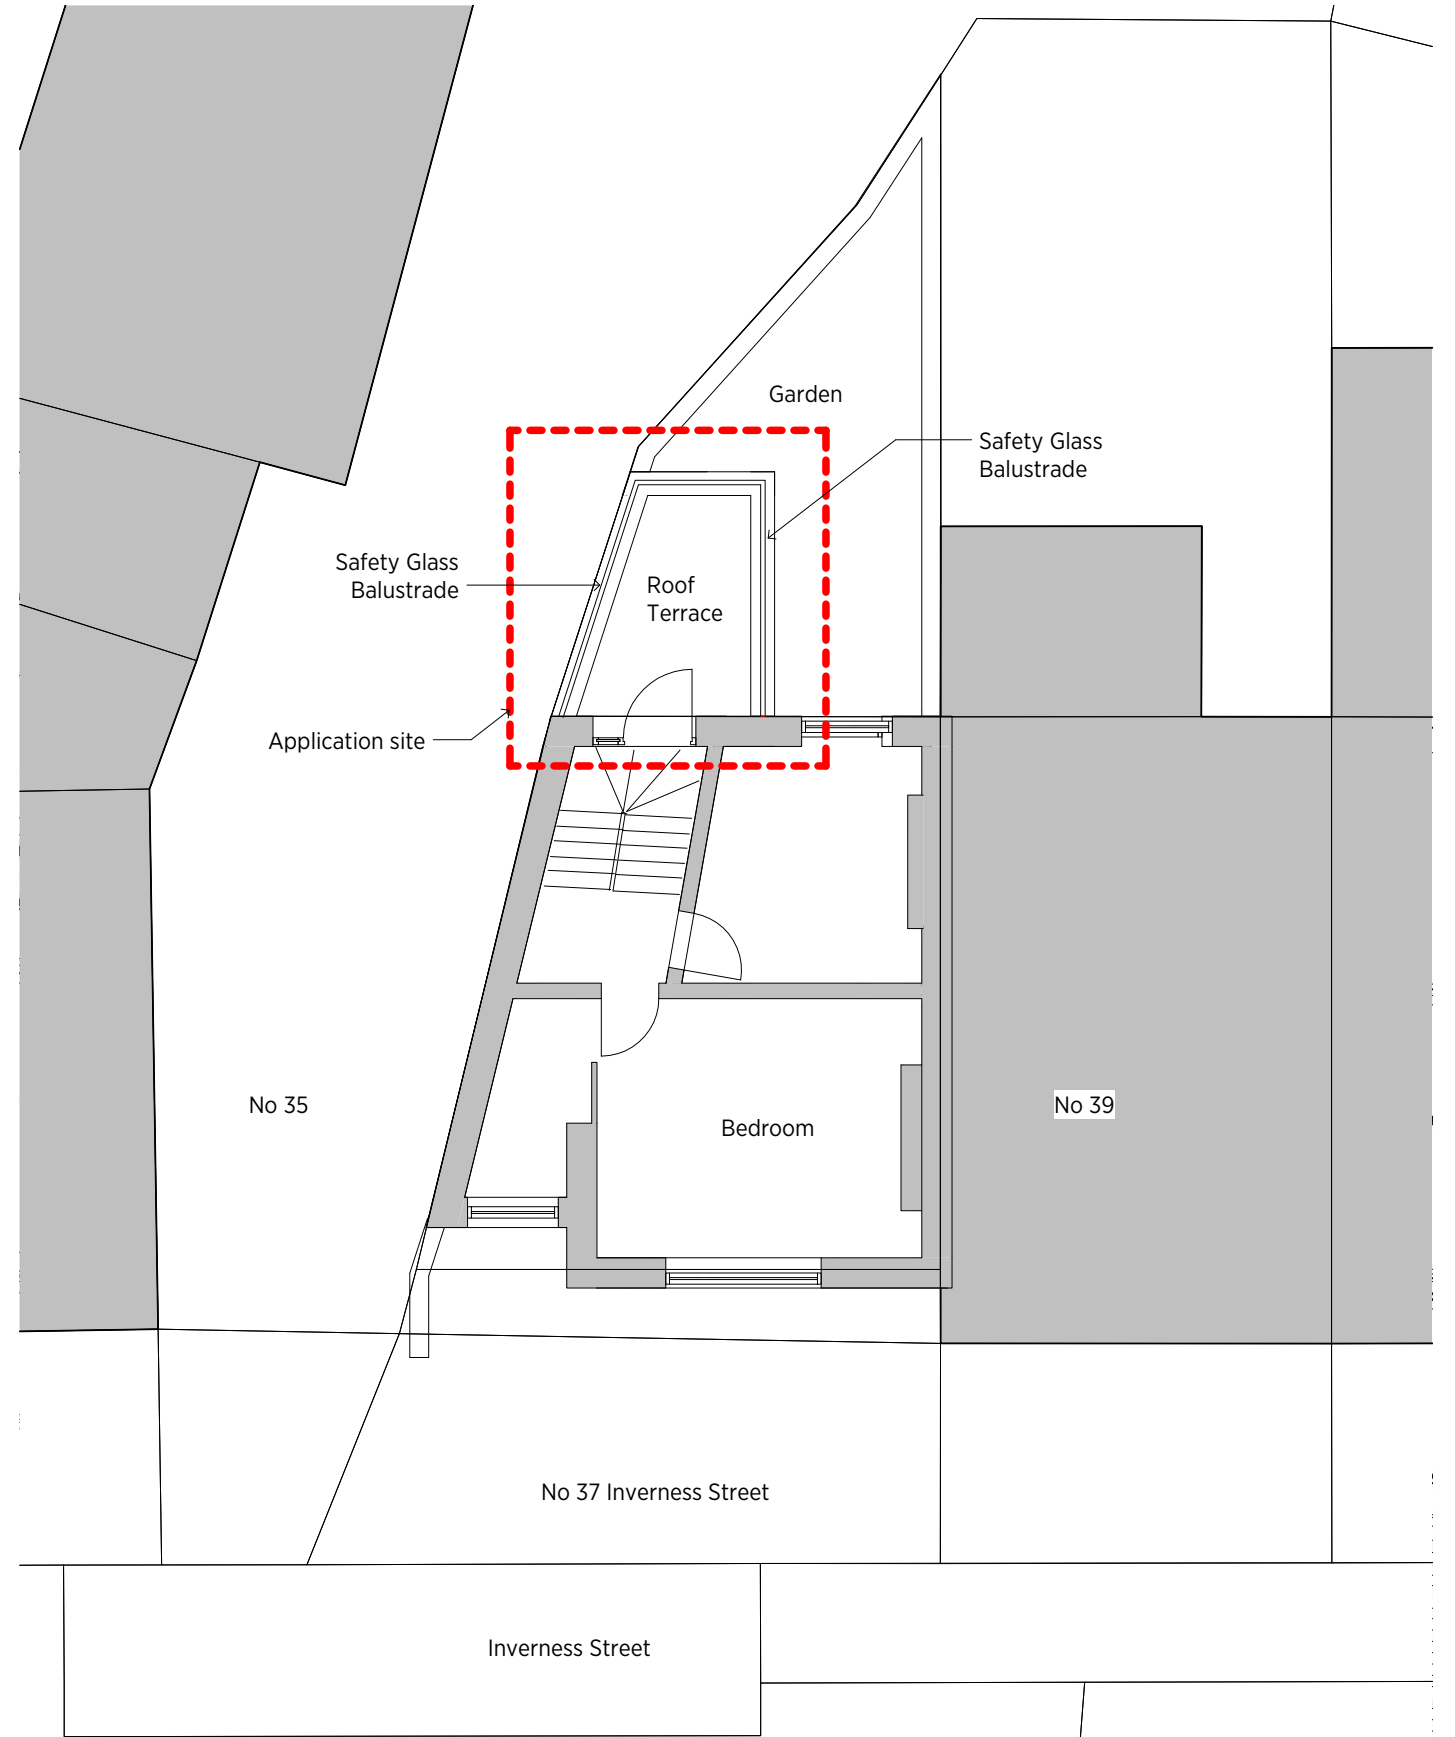 Garden
Safety Glass
Balustrade
Safety Glass
Balustrade
Roof
Terrace
Application site
No 35
No 39
Bedroom
No 37 Inverness Street
Inverness Street